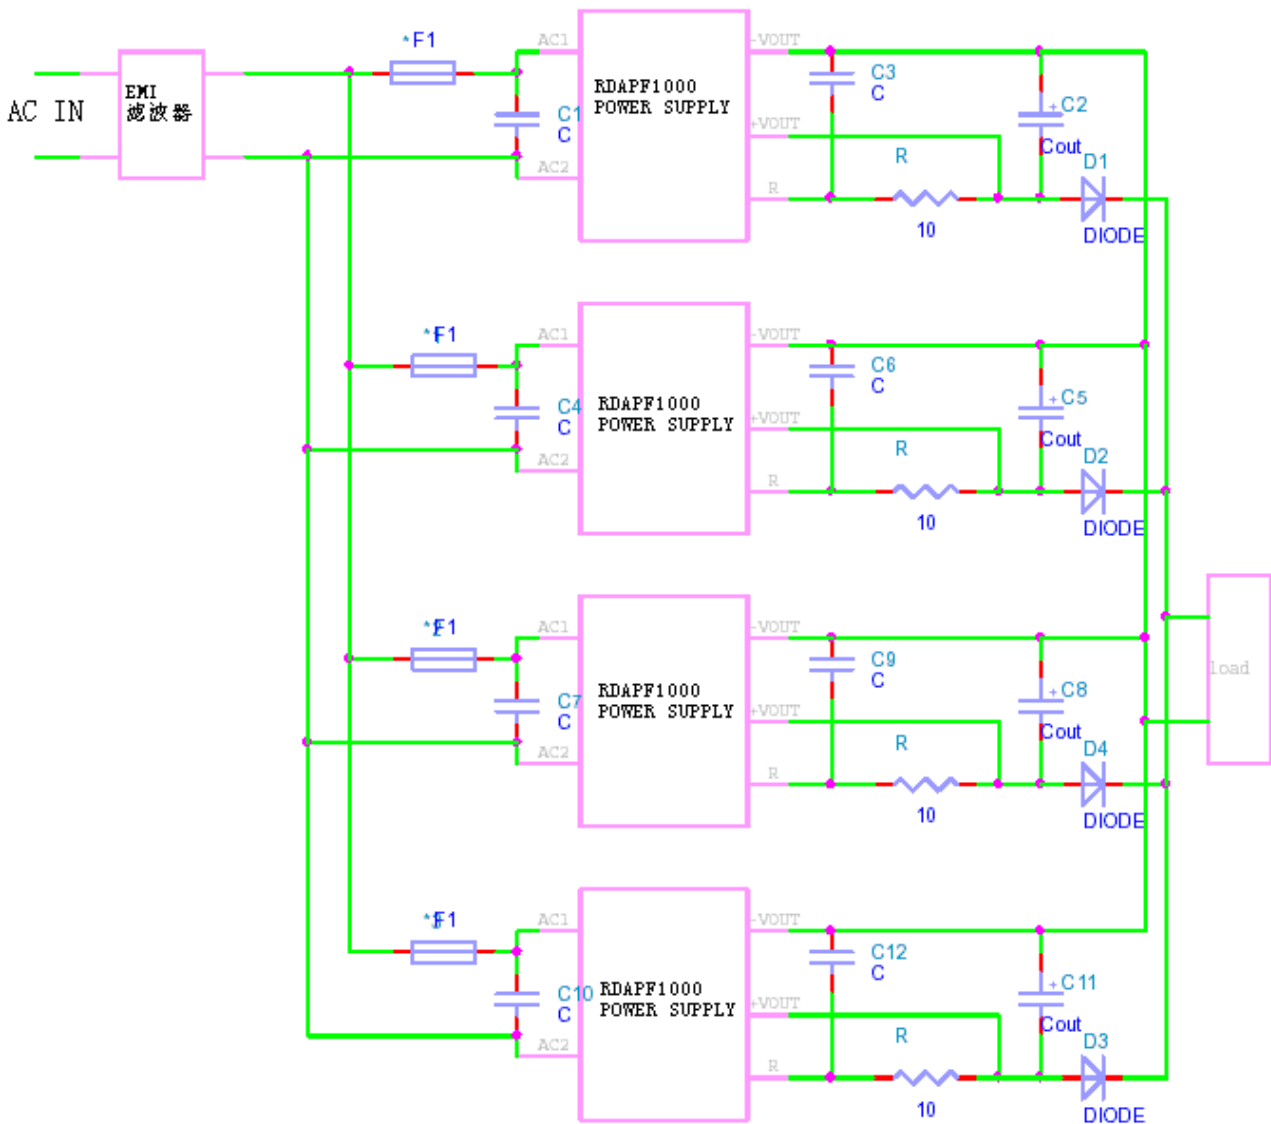 *F1
AC IN
EMI
滤波器
AC1
C1
C
AC2
RDAPF1000
POWER SUPPLY
-VOUT
C3
C
+VOUT
R
R
10
+
C2
Cout
D1
DIODE
F1
AC1
C4
C
AC2
RDAPF1000
POWER SUPPLY
-VOUT
C6
C
+VOUT
R
R
10
+
C5
Cout
D2
DIODE
F1
AC1
C7
C
AC2
RDAPF1000
POWER SUPPLY
-VOUT
C9
C
+VOUT
R
R
10
+
C8
Cout
D4
DIODE
load
F1
AC1
C10
C
AC2
RDAPF1000
POWER SUPPLY
-VOUT
C12
C
+VOUT
R
R
10
+
C11
Cout
D3
DIODE